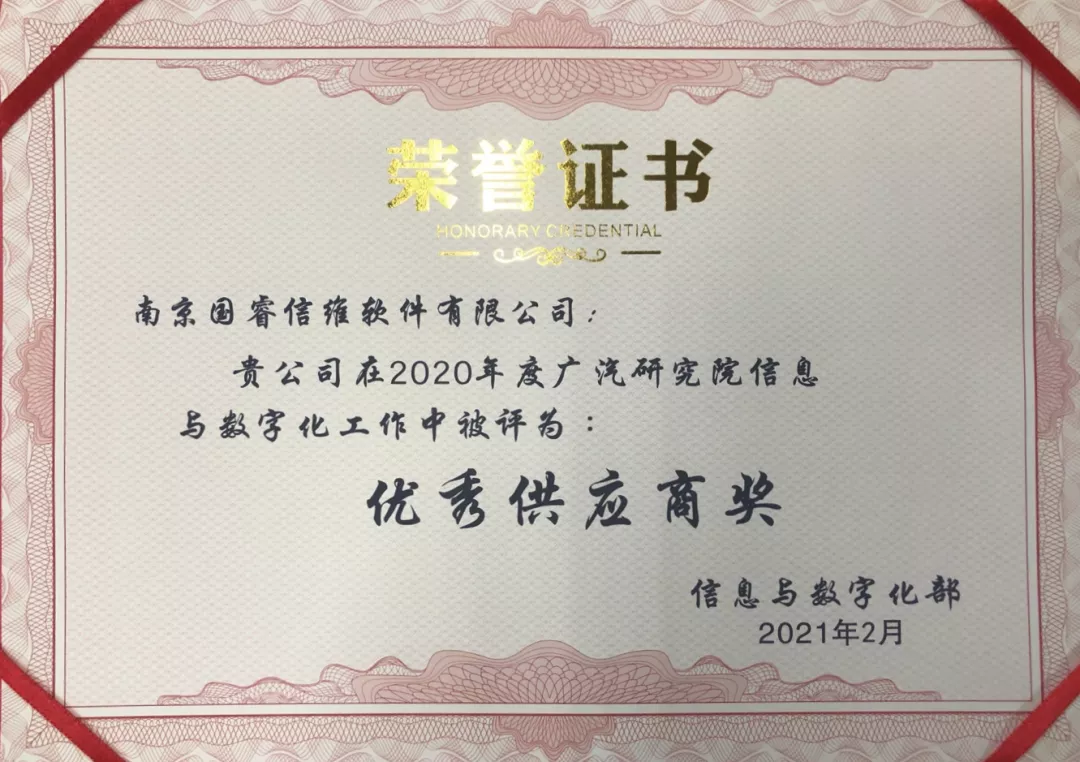 荣誉证书
HONORARY CREDENTIAL
南京国睿信维软件有限公司：
贵公司在2020年度广汽研究院信息
与数字化工作中被评为：
优秀供应商奖
信息与数字化部
2021年2月